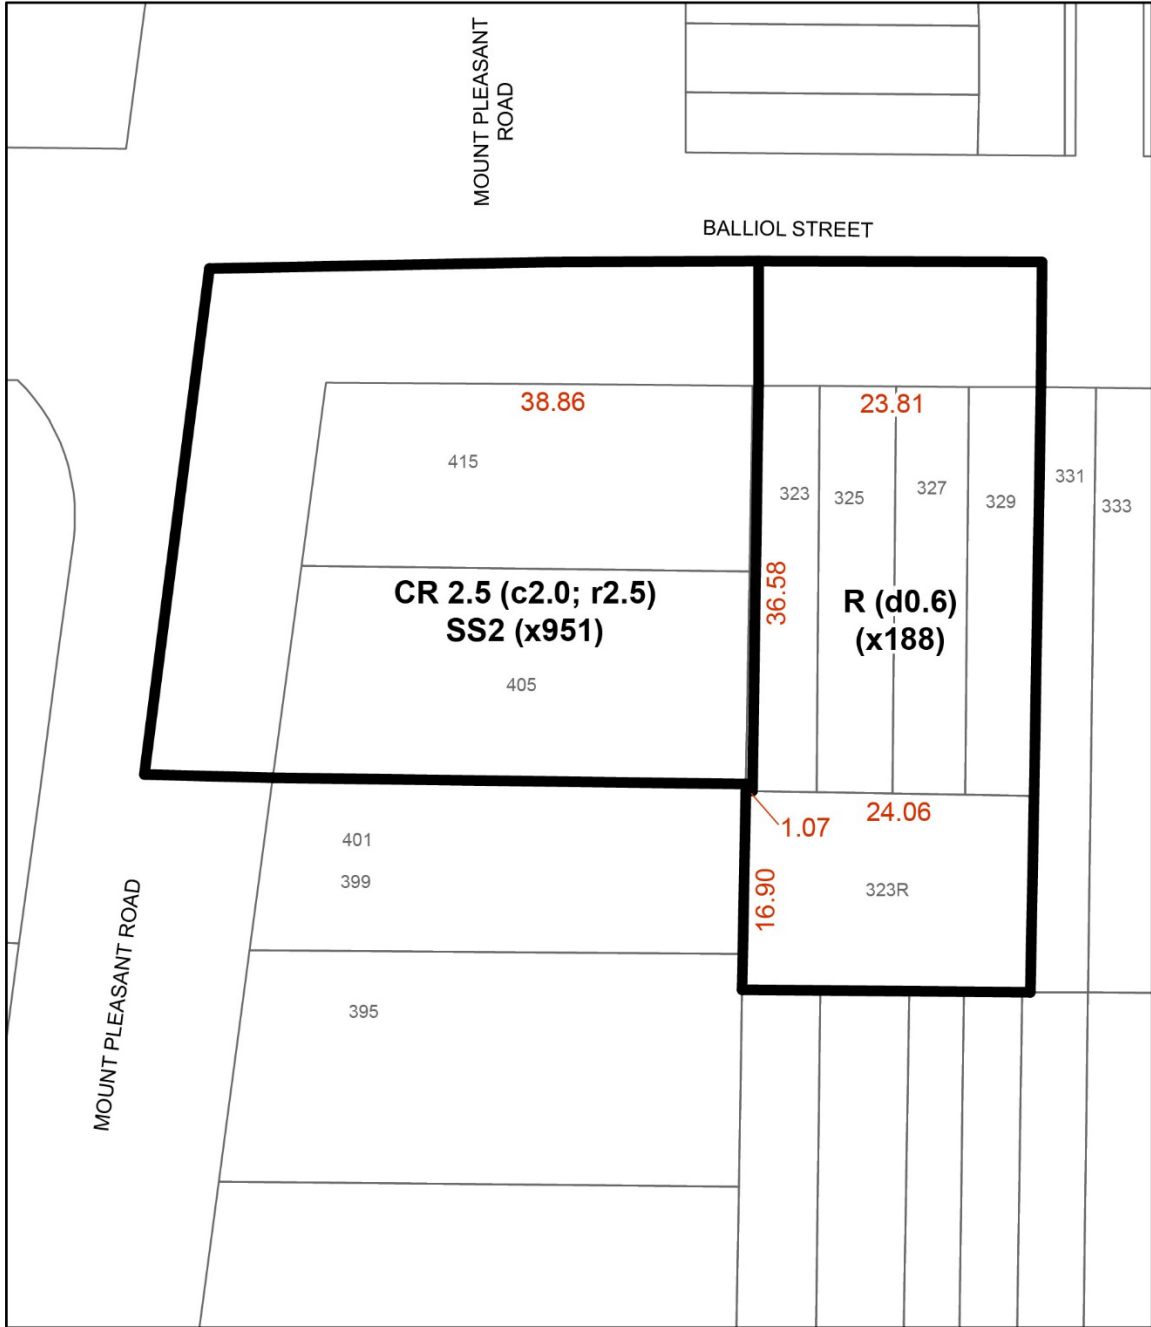 MOUNT PLEASANT
ROAD
BALLIOL STREET
38.86
23.81
415
323
325
327
329
331
333
36.58
CR 2.5 (c2.0; r2.5)
SS2 (x951)
R (d0.6)
(x188)
405
24.06
1.07
401
399
16.90
323R
395
MOUNT PLEASANT ROAD